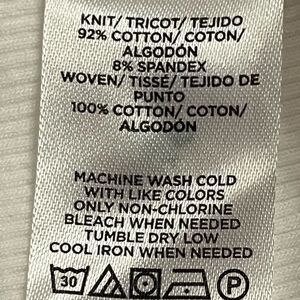 KNIT/ TRICOT/ TEJIDO
92% COTTON/ COTON/
ALGODÓN
8% SPANDEX
WOVEN/ TISSÉ/ TEJIDO DE
PUNTO
100% COTTON/ COTON/
ALGODÓN
MACHINE WASH COLD
WITH LIKE COLORS
ONLY NON-CHLORINE
BLEACH WHEN NEEDED
TUMBLE DRY LOW
COOL IRON WHEN NEEDED
30 P